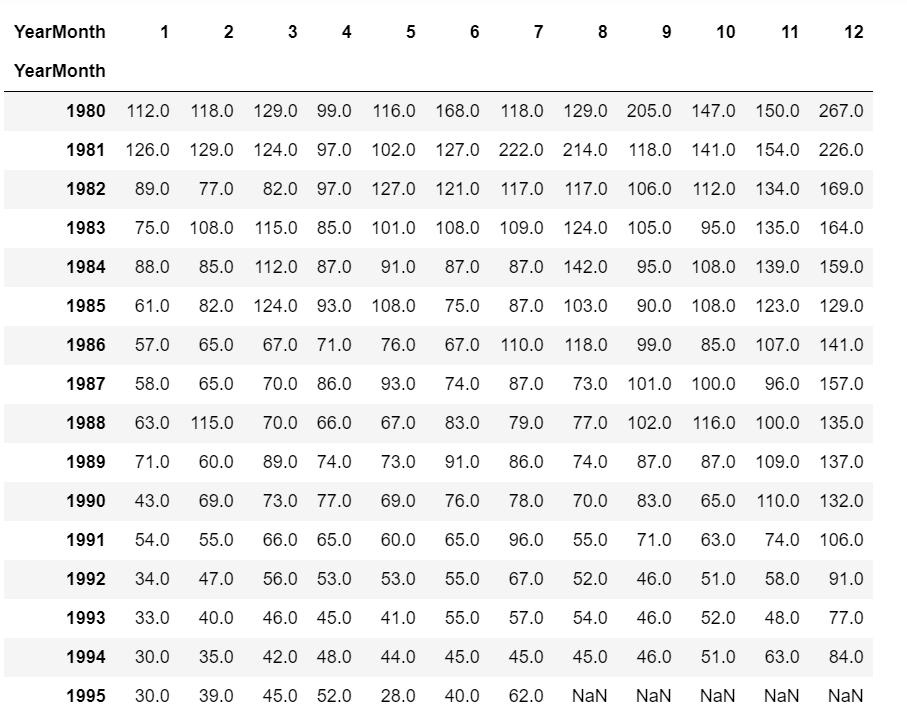 YearMonth 1 2 3 4 5 6 7 8 9 10 11 12
YearMonth
1980 112.0 118.0 129.0 99.0 116.0 168.0 118.0 129.0 205.0 147.0 150.0 267.0
1981 126.0 129.0 124.0 97.0 102.0 127.0 222.0 214.0 118.0 141.0 154.0 226.0
1982 89.0 77.0 82.0 97.0 127.0 121.0 117.0 117.0 106.0 112.0 134.0 169.0
1983 75.0 108.0 115.0 85.0 101.0 108.0 109.0 124.0 105.0 95.0 135.0 164.0
1984 88.0 85.0 112.0 87.0 91.0 87.0 87.0 142.0 95.0 108.0 139.0 159.0
1985 61.0 82.0 124.0 93.0 108.0 75.0 87.0 103.0 90.0 108.0 123.0 129.0
1986 57.0 65.0 67.0 71.0 76.0 67.0 110.0 118.0 99.0 85.0 107.0 141.0
1987 58.0 65.0 70.0 86.0 93.0 74.0 87.0 73.0 101.0 100.0 96.0 157.0
1988 63.0 115.0 70.0 66.0 67.0 83.0 79.0 77.0 102.0 116.0 100.0 135.0
1989 71.0 60.0 89.0 74.0 73.0 91.0 86.0 74.0 87.0 87.0 109.0 137.0
1990 43.0 69.0 73.0 77.0 69.0 76.0 78.0 70.0 83.0 65.0 110.0 132.0
1991 54.0 55.0 66.0 65.0 60.0 65.0 96.0 55.0 71.0 63.0 74.0 106.0
1992 34.0 47.0 56.0 53.0 53.0 55.0 67.0 52.0 46.0 51.0 58.0 91.0
1993 33.0 40.0 46.0 45.0 41.0 55.0 57.0 54.0 46.0 52.0 48.0 77.0
1994 30.0 35.0 42.0 48.0 44.0 45.0 45.0 45.0 46.0 51.0 63.0 84.0
1995 30.0 39.0 45.0 52.0 28.0 40.0 62.0 NaN NaN NaN NaN NaN